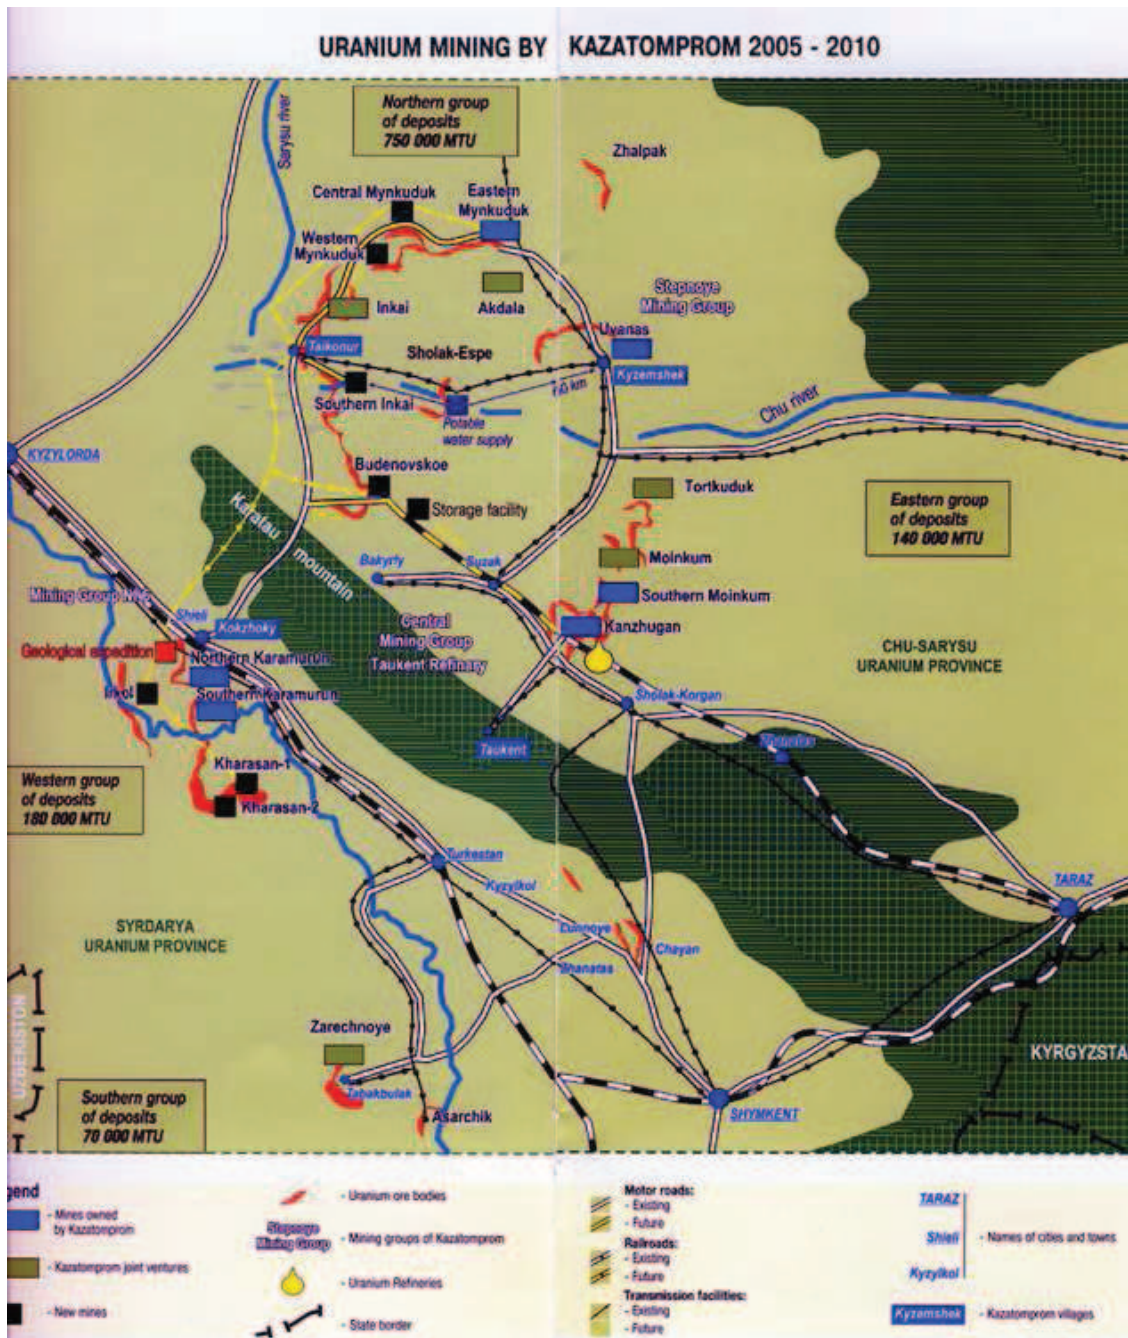 URANIUM MINING BY KAZATOMPROM 2005 - 2010
Northern group
of deposits
750 000 MTU
Sarysu river
Zhalpak
Central Mynkuduk
Eastern
Mynkuduk
Western
Mynkuduk
Inkai
Akdala
Stepnoye
Mining Group
Uvanas
Taikonur
Sholak-Espe
Kyzemshek
60 km
Southern Inkai
Potable
water supply
Chu river
KYZYLORDA
Budenovskoe
Tortkuduk
Storage facility
Eastern group
of deposits
140 000 MTU
Karatau
mountain
Bakyrly
Suzak
Moinkum
Southern Moinkum
Shieli
Kokzhoky
Central
Mining Group
Taukent Refinary
Kanzhugan
CHU-SARYSU
URANIUM PROVINCE
Geological expedition
Northern Karamurun
Irkol
Southern Karamurun
Sholak-Korgan
Taukent
Zhanatas
Kharasan-1
Kharasan-2
Western group
of deposits
180 000 MTU
Turkestan
Kyzylkol
TARAZ
SYRDARYA
URANIUM PROVINCE
Lunnoye
Chayan
Zhanatas
UZBEKISTON
Zarechnoye
KYRGYZSTA
Tabakbulak
Asarchik
SHYMKENT
Southern group
of deposits
70 000 MTU
gend
- Mines owned
by Kazatomprom
- Kazatomprom joint ventures
- New mines
- Uranium ore bodies
Stepnoye
Mining Group
- Mining groups of Kazatomprom
- Uranium Refineries
- State border
Motor roads:
- Existing
- Future
Railroads:
- Existing
- Future
Transmission facilities:
- Existing
- Future
TARAZ
Shieli
Kyzylkol
- Names of cities and towns
Kyzemshek
- Kazatomprom villages